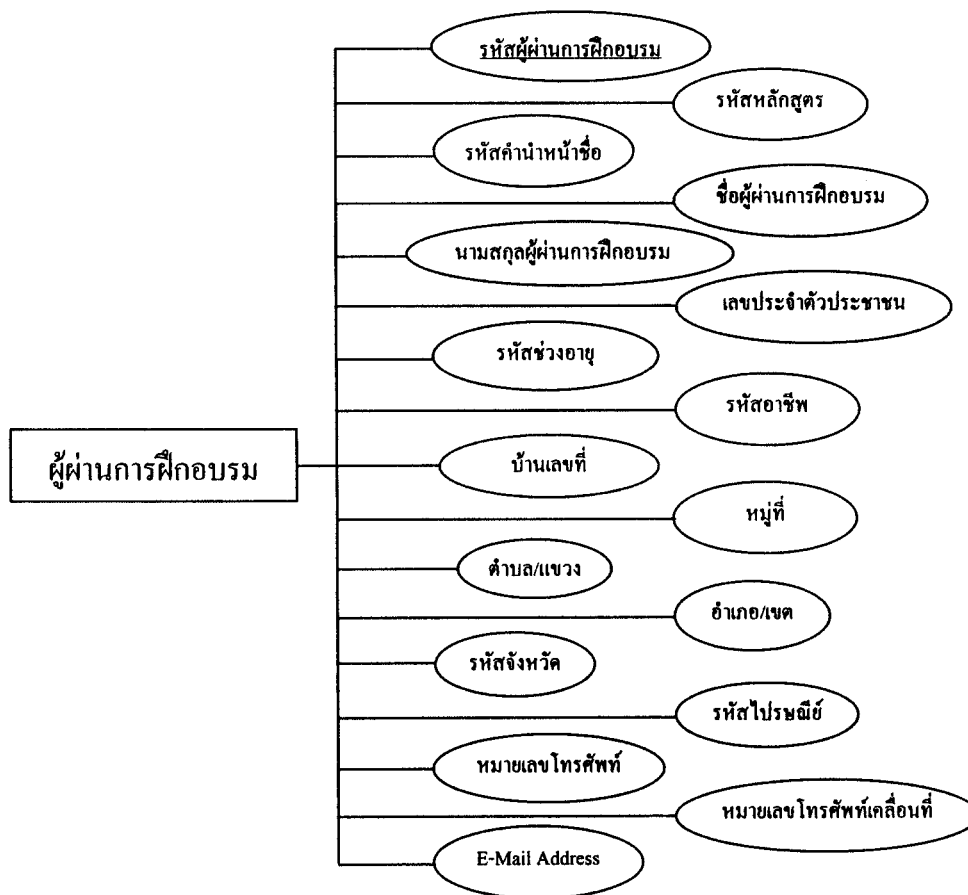 รหัสผู้ผ่านการฝึกอบรม
รหัสหลักสูตร
รหัสคำนำหน้าชื่อ
ชื่อผู้ผ่านการฝึกอบรม
นามสกุลผู้ผ่านการฝึกอบรม
เลขประจำตัวประชาชน
รหัสช่วงอายุ
รหัสอาชีพ
ผู้ผ่านการฝึกอบรม
บ้านเลขที่
หมู่ที่
ตำบล/แขวง
อำเภอ/เขต
รหัสจังหวัด
รหัสไปรษณีย์
หมายเลขโทรศัพท์
หมายเลขโทรศัพท์เคลื่อนที่
E-Mail Address